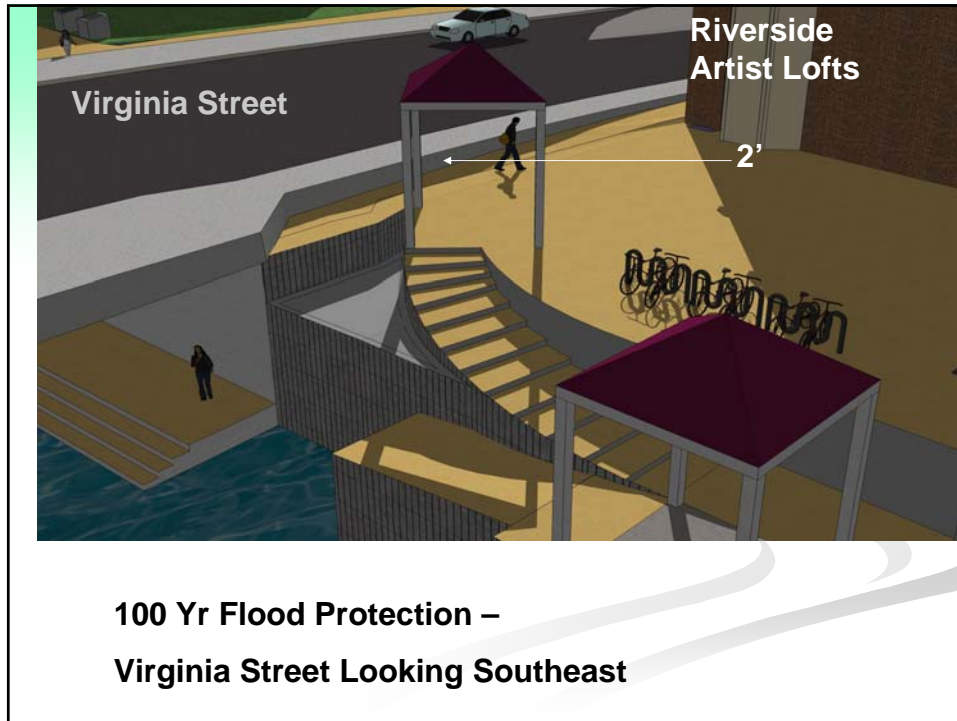 Riverside
Artist Lofts
Virginia Street
2’
100 Yr Flood Protection –
Virginia Street Looking Southeast